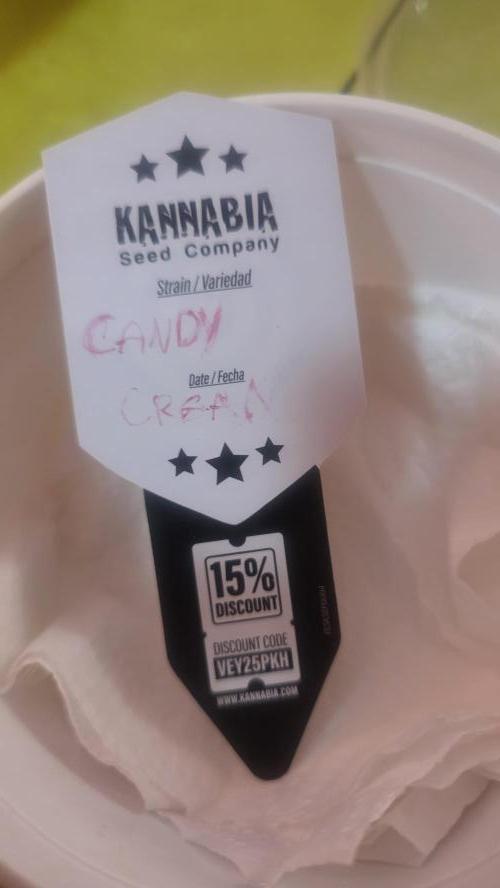 KANNABIA
Seed Company
Strain / Variedad
CANDY
Date / Fecha
CREAM
15%
DISCOUNT
DISCOUNT CODE
VEY25PKH
WWW.KANNABIA.COM